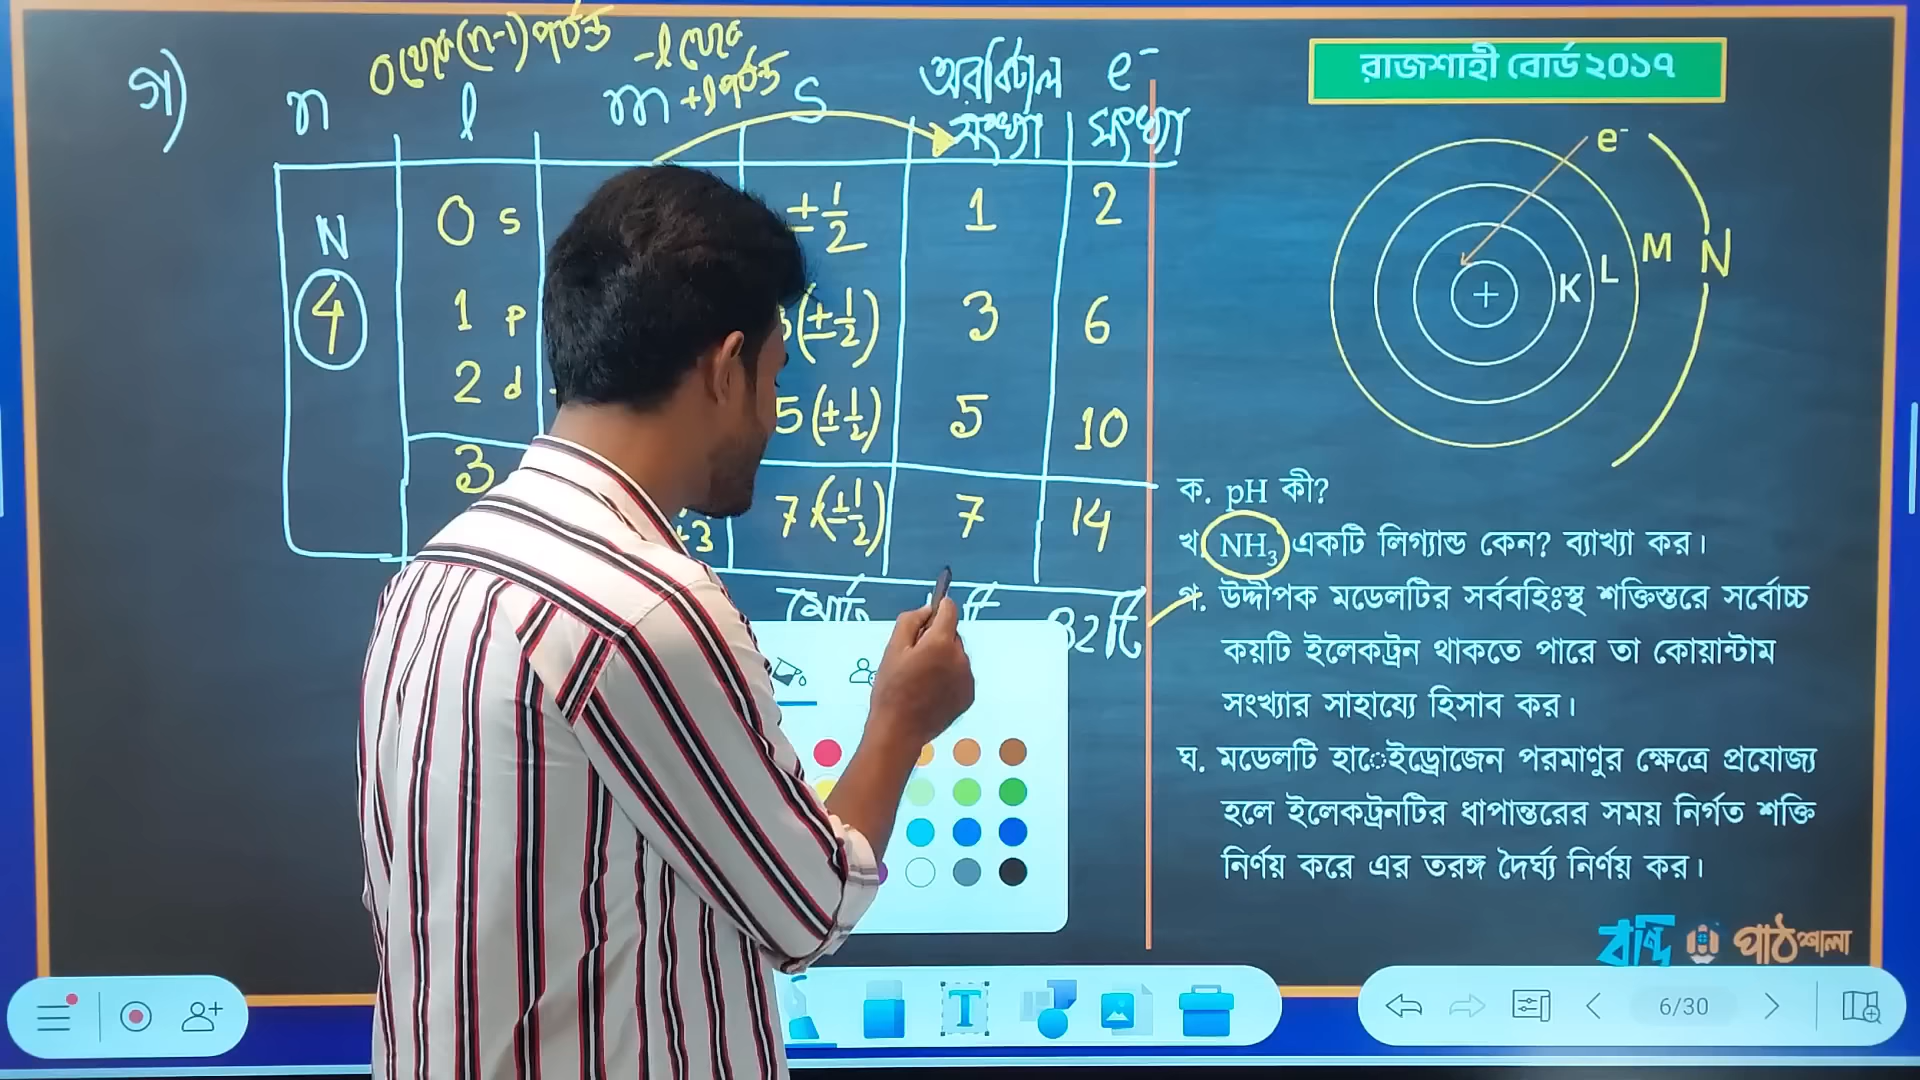 গ)
0 থেকে (n-1) পর্যন্ত
-l থেকে
+l পর্যন্ত
n l m s অরবিটাল সংখ্যা e⁻ সংখ্যা
N
4
0 s ±1/2 1 2
1 p (±1/2) 3 6
2 d 5(±1/2) 5 10
3 7(±1/2) 7 14
মোট 32টি
রাজশাহী বোর্ড ২০১৭
e⁻
+ K L M N
ক. pH কী?
খ. NH₃ একটি লিগ্যান্ড কেন? ব্যাখ্যা কর।
গ. উদ্দীপক মডেলটির সর্ববহিঃস্থ শক্তিস্তরে সর্বোচ্চ
কয়টি ইলেকট্রন থাকতে পারে তা কোয়ান্টাম
সংখ্যার সাহায্যে হিসাব কর।
ঘ. মডেলটি হােইড্রোজেন পরমাণুর ক্ষেত্রে প্রযোজ্য
হলে ইলেকট্রনটির ধাপান্তরের সময় নির্গত শক্তি
নির্ণয় করে এর তরঙ্গ দৈর্ঘ্য নির্ণয় কর।
পাঠশালা
T
6/30